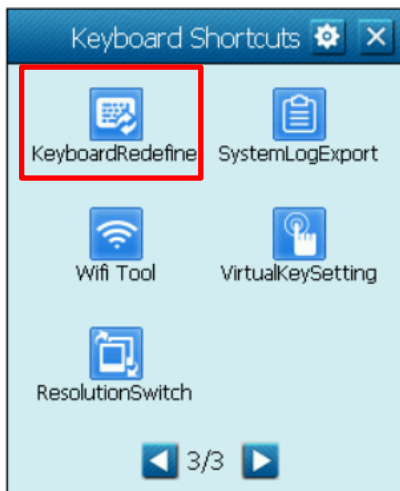 Keyboard Shortcuts
KeyboardRedefine SystemLogExport
Wifi Tool VirtualKeySetting
ResolutionSwitch
3/3